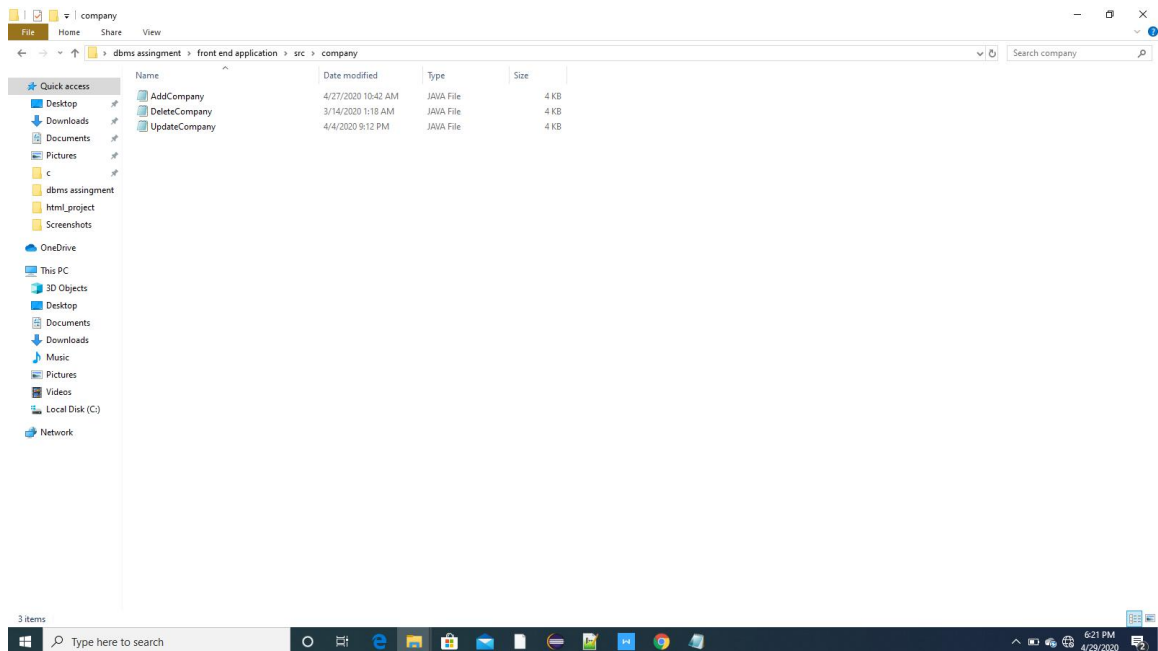 company
File Home Share View
dbms assingment > front end application > src > company
Search company
Name Date modified Type Size
Quick access
Desktop
Downloads
Documents
Pictures
c
dbms assingment
html_project
Screenshots
OneDrive
This PC
3D Objects
Desktop
Documents
Downloads
Music
Pictures
Videos
Local Disk (C:)
Network
AddCompany 4/27/2020 10:42 AM JAVA File 4 KB
DeleteCompany 3/14/2020 1:18 AM JAVA File 4 KB
UpdateCompany 4/4/2020 9:12 PM JAVA File 4 KB
3 items
Type here to search
6:21 PM
4/29/2020
2